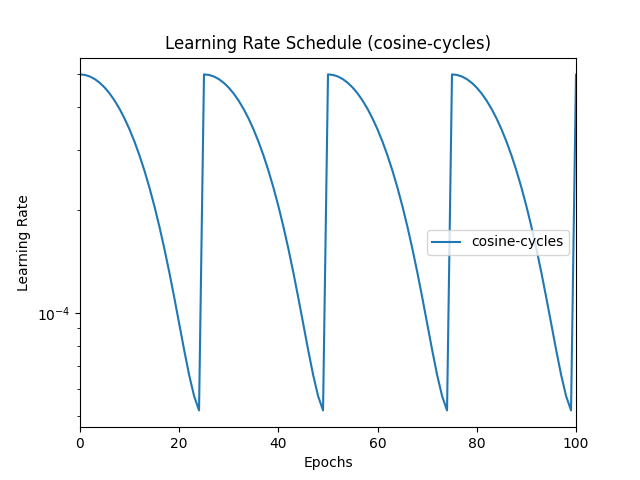 Learning Rate Schedule (cosine-cycles)
Learning Rate
10⁻⁴
cosine-cycles
0 20 40 60 80 100
Epochs